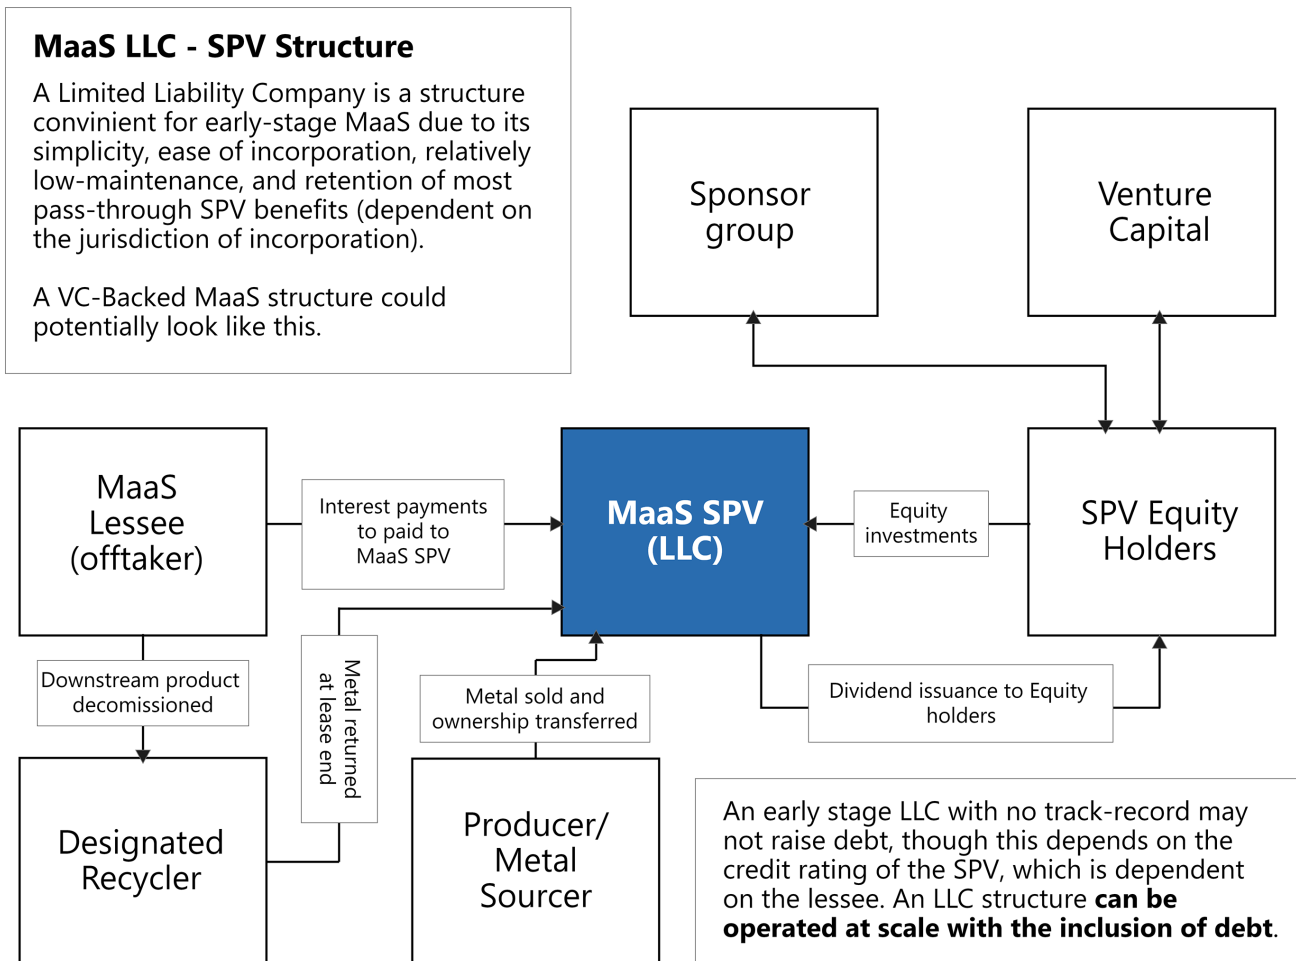 MaaS LLC - SPV Structure
A Limited Liability Company is a structure
convinient for early-stage MaaS due to its
simplicity, ease of incorporation, relatively
low-maintenance, and retention of most
pass-through SPV benefits (dependent on
the jurisdiction of incorporation).
A VC-Backed MaaS structure could
potentially look like this.
Sponsor
group
Venture
Capital
MaaS
Lessee
(offtaker)
Interest payments
to paid to
MaaS SPV
MaaS SPV
(LLC)
Equity
investments
SPV Equity
Holders
Downstream product
decomissioned
Metal returned
at lease end
Metal sold and
ownership transferred
Dividend issuance to Equity
holders
Designated
Recycler
Producer/
Metal
Sourcer
An early stage LLC with no track-record may
not raise debt, though this depends on the
credit rating of the SPV, which is dependent
on the lessee. An LLC structure can be
operated at scale with the inclusion of debt.